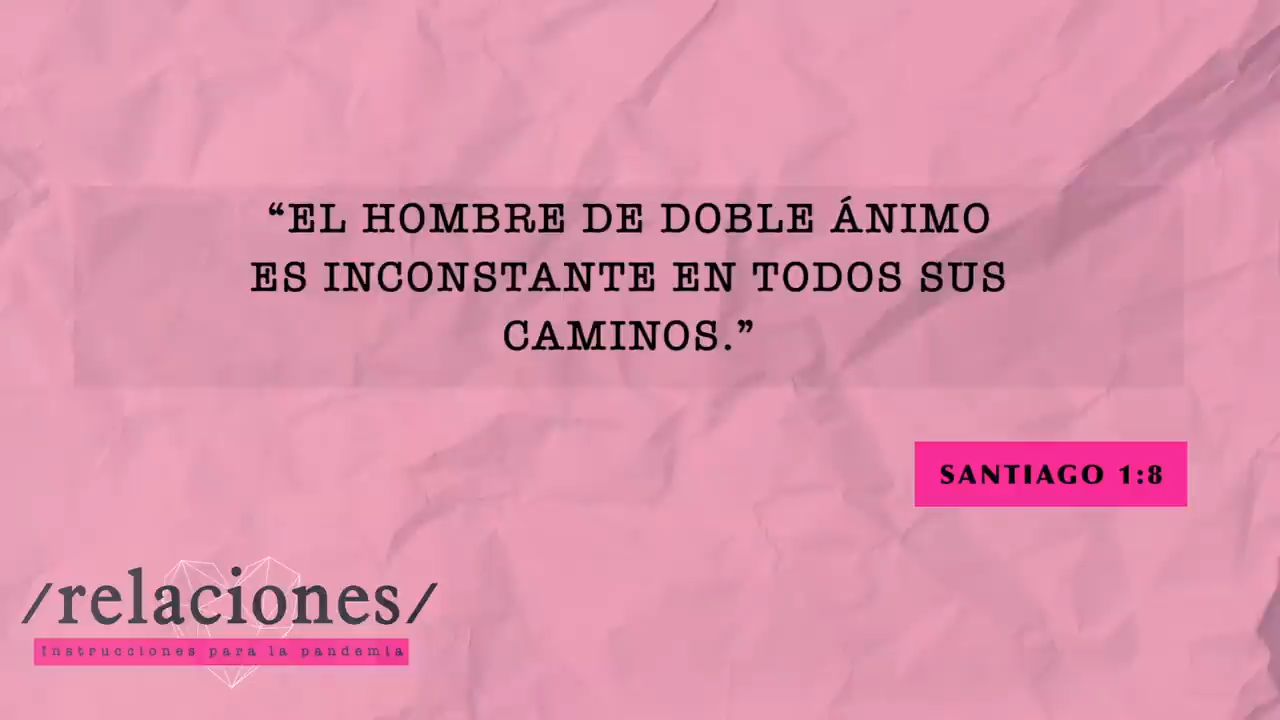 “EL HOMBRE DE DOBLE ÁNIMO
ES INCONSTANTE EN TODOS SUS
CAMINOS.”
SANTIAGO 1:8
/relaciones/
Instrucciones para la pandemia